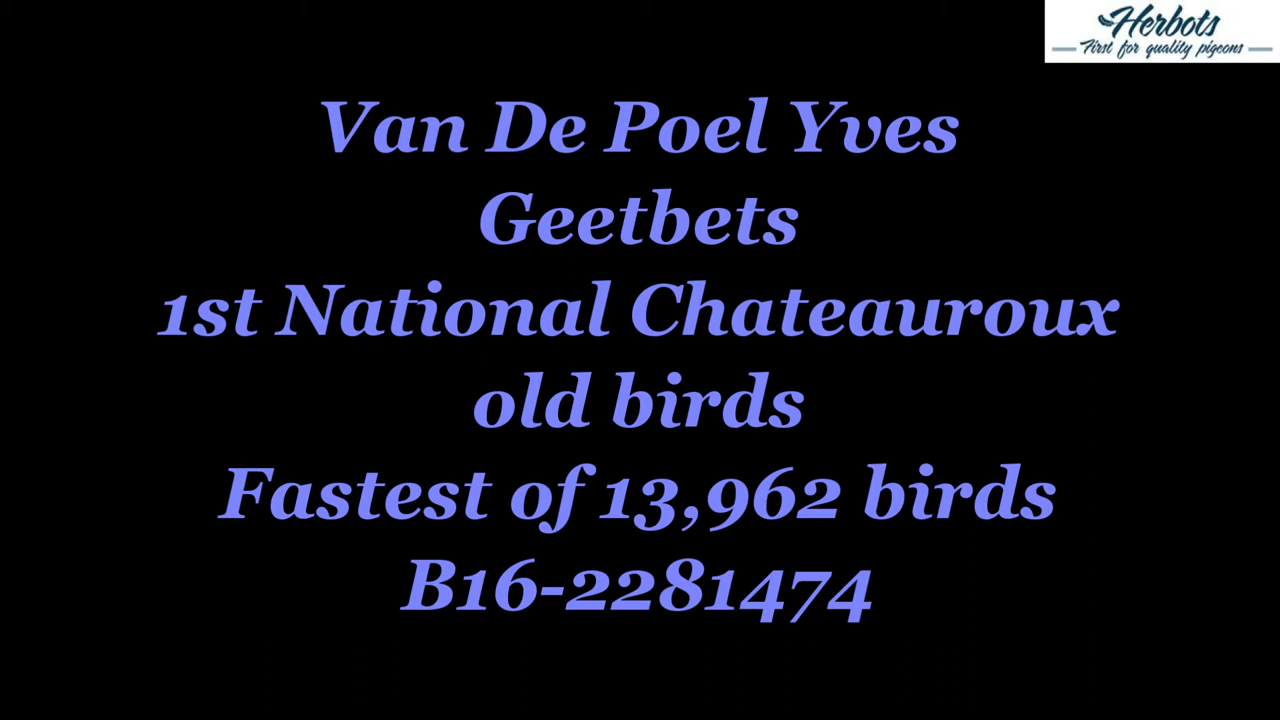 Herbots
First for quality pigeons
Van De Poel Yves
Geetbets
1st National Chateauroux
old birds
Fastest of 13,962 birds
B16-2281474